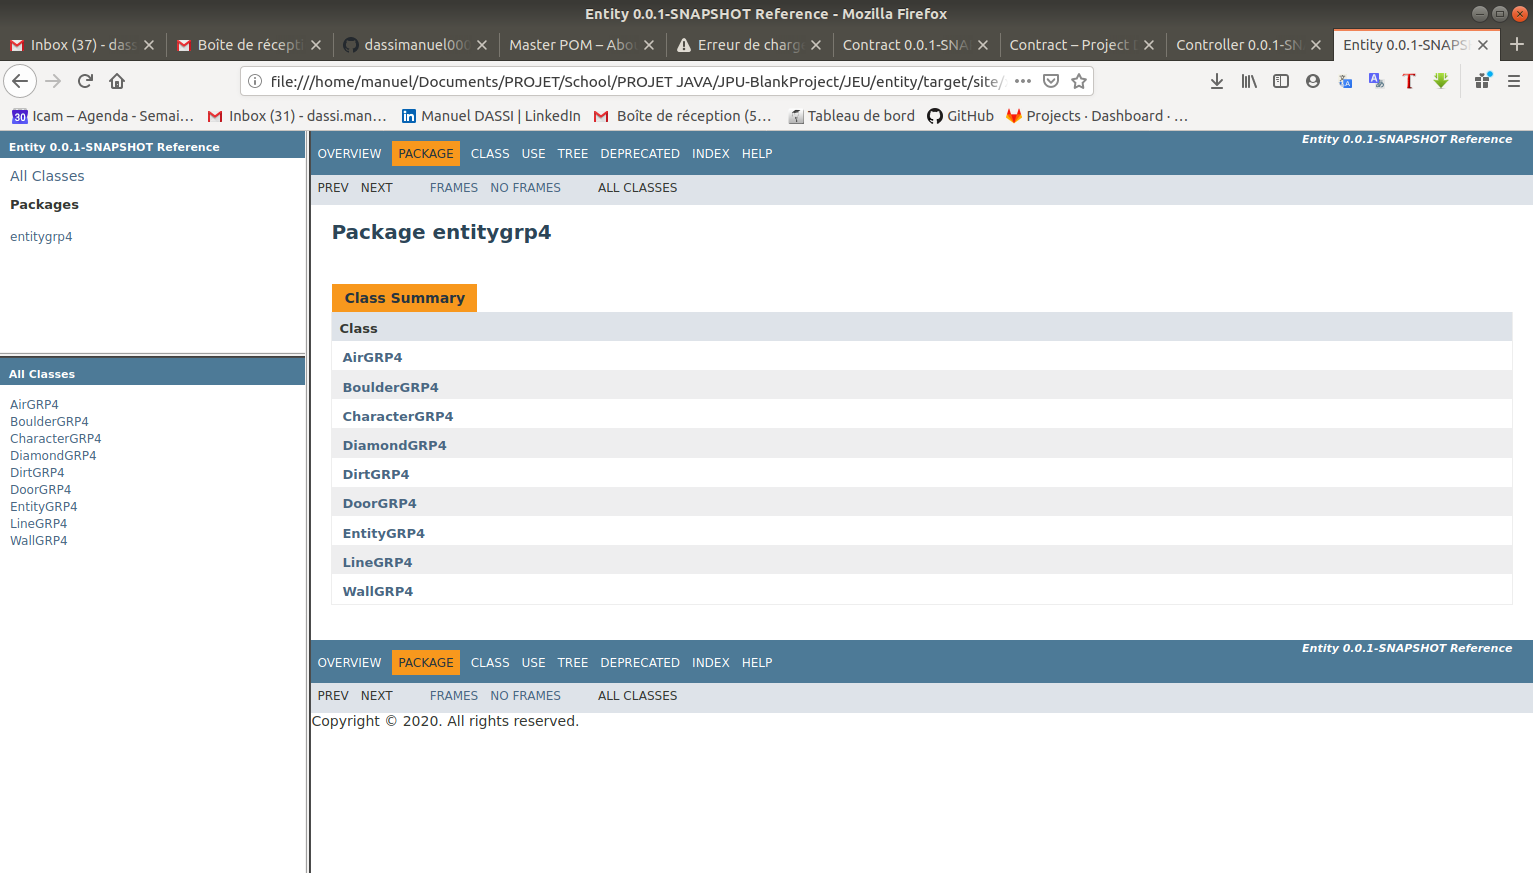 Entity 0.0.1-SNAPSHOT Reference - Mozilla Firefox
Inbox (37) - dass Boîte de récept dassimanuel000 Master POM – Abo Erreur de charg Contract 0.0.1-SNA Contract – Project Controller 0.0.1-SN Entity 0.0.1-SNAPS
file:///home/manuel/Documents/PROJET/School/PROJET JAVA/JPU-BlankProject/JEU/entity/target/site/
30 Icam – Agenda - Semai… Inbox (31) - dassi.man… Manuel DASSI | LinkedIn Boîte de réception (5… Tableau de bord GitHub Projects · Dashboard · …
Entity 0.0.1-SNAPSHOT Reference
All Classes
Packages
entitygrp4
All Classes
AirGRP4
BoulderGRP4
CharacterGRP4
DiamondGRP4
DirtGRP4
DoorGRP4
EntityGRP4
LineGRP4
WallGRP4
Entity 0.0.1-SNAPSHOT Reference
OVERVIEW PACKAGE CLASS USE TREE DEPRECATED INDEX HELP
PREV NEXT FRAMES NO FRAMES ALL CLASSES
Package entitygrp4
Class Summary
Class
AirGRP4
BoulderGRP4
CharacterGRP4
DiamondGRP4
DirtGRP4
DoorGRP4
EntityGRP4
LineGRP4
WallGRP4
Entity 0.0.1-SNAPSHOT Reference
OVERVIEW PACKAGE CLASS USE TREE DEPRECATED INDEX HELP
PREV NEXT FRAMES NO FRAMES ALL CLASSES
Copyright © 2020. All rights reserved.